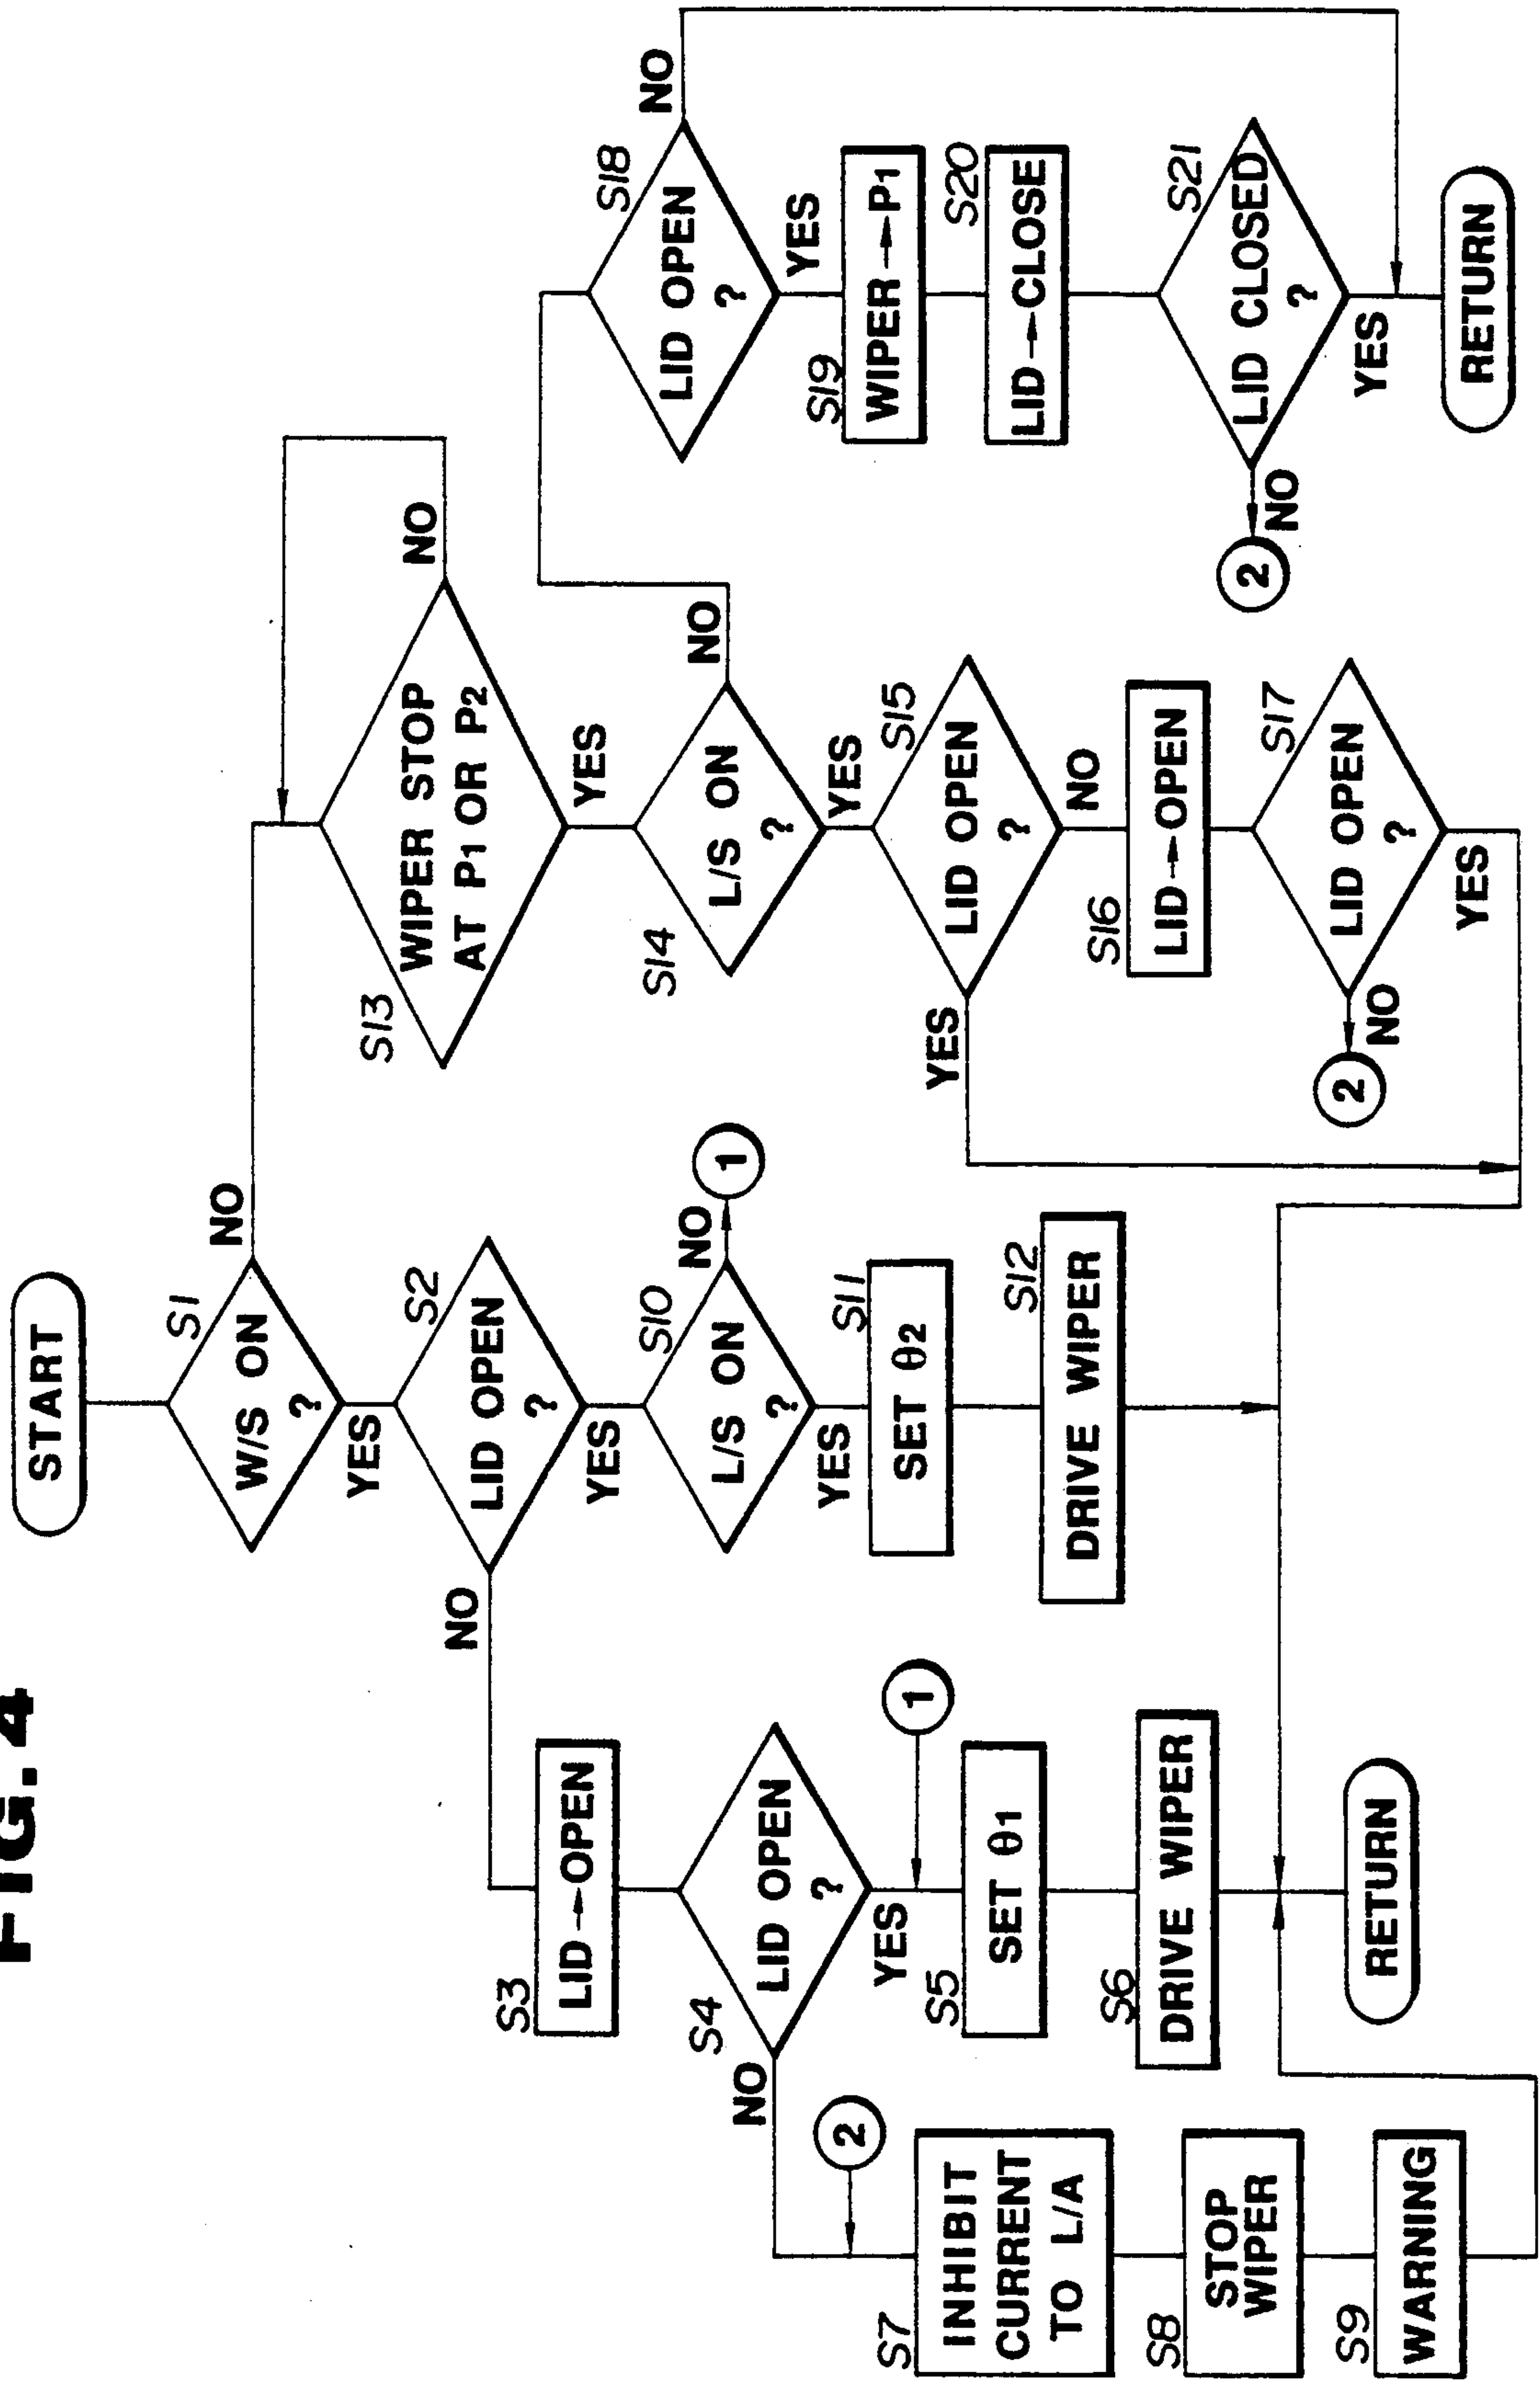 FIG. 4
START
S1
W/S ON
?
NO
YES
S2
LID OPEN
?
NO
YES
S3
LID→OPEN
S4
LID OPEN
?
NO
YES
1
S5
SET θ1
S6
DRIVE WIPER
RETURN
2
S7
INHIBIT
CURRENT
TO L/A
S8
STOP
WIPER
S9
WARNING
S10
L/S ON
?
NO
1
YES
S11
SET θ2
S12
DRIVE WIPER
S13
WIPER STOP
AT P1 OR P2
NO
YES
S14
L/S ON
?
NO
YES
S15
LID OPEN
?
YES
NO
S16
LID→OPEN
S17
LID OPEN
?
NO
2
YES
S18
LID OPEN
?
NO
YES
S19
WIPER→P1
S20
LID→CLOSE
S21
LID CLOSED
?
NO
2
YES
RETURN